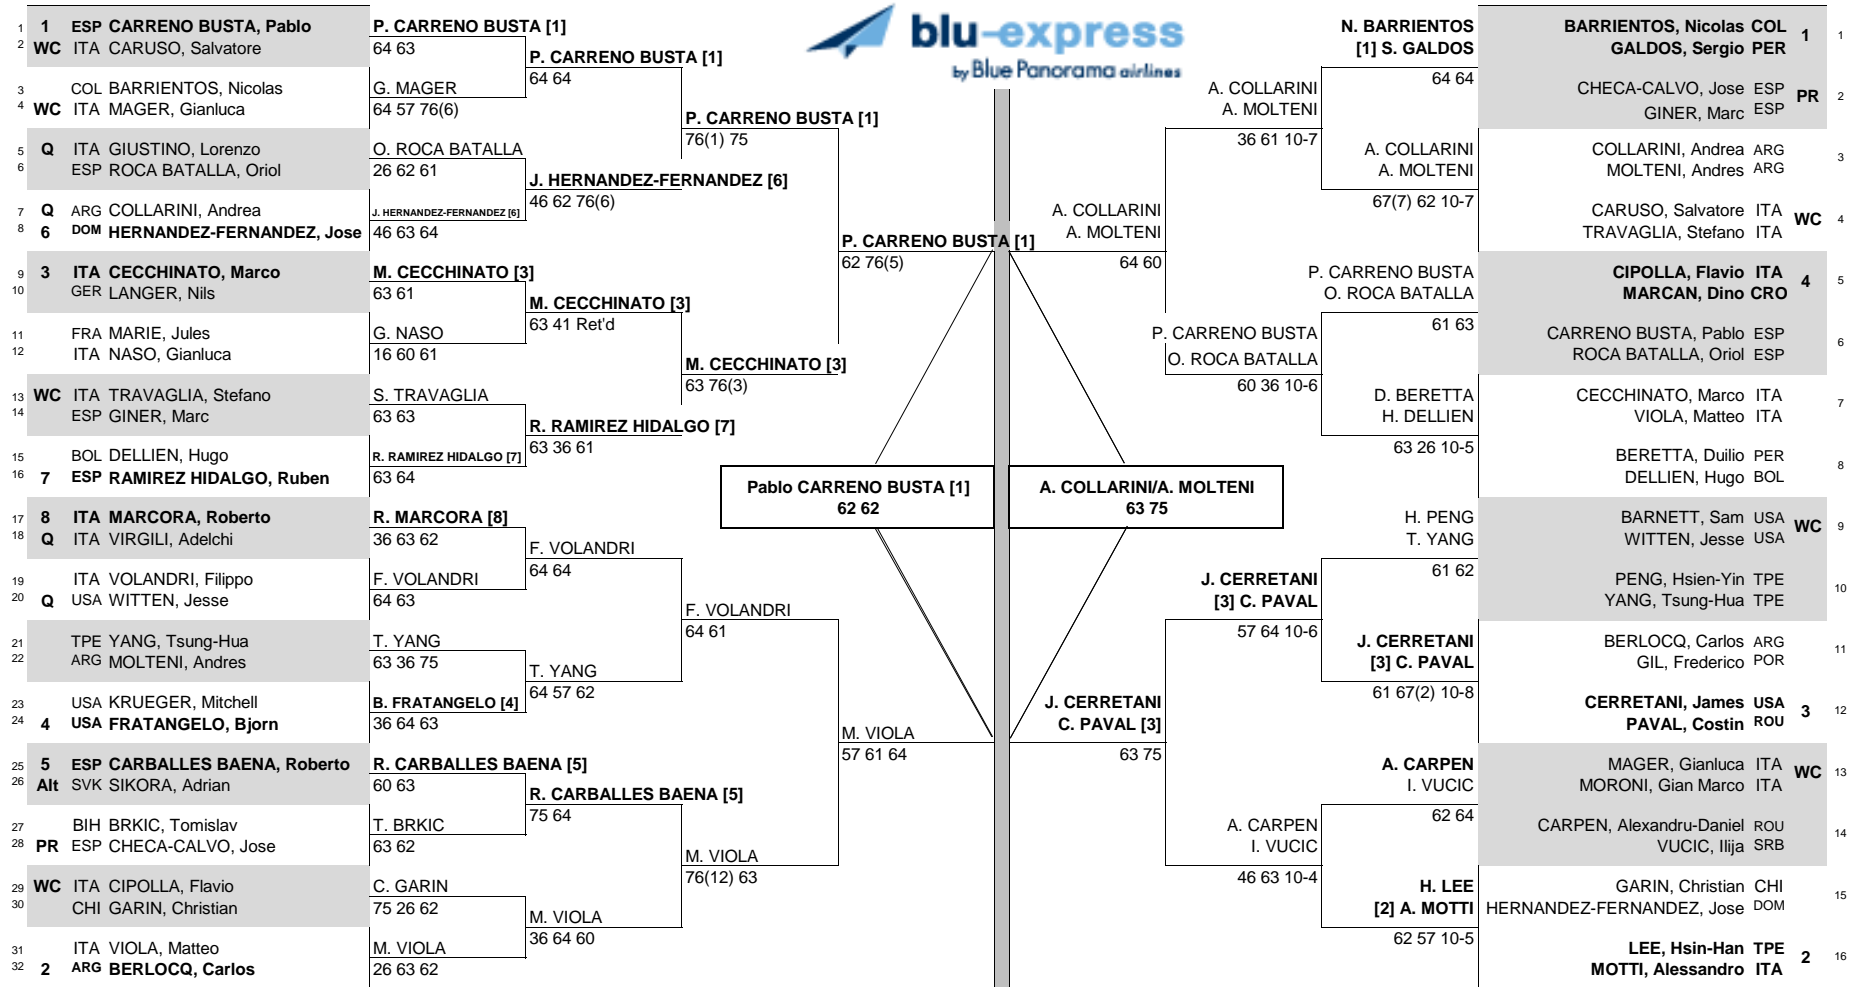 blu-express
by Blue Panorama airlines
1 1 ESP CARRENO BUSTA, Pablo
2 WC ITA CARUSO, Salvatore
3 COL BARRIENTOS, Nicolas
4 WC ITA MAGER, Gianluca
5 Q ITA GIUSTINO, Lorenzo
6 ESP ROCA BATALLA, Oriol
7 Q ARG COLLARINI, Andrea
8 6 DOM HERNANDEZ-FERNANDEZ, Jose
9 3 ITA CECCHINATO, Marco
10 GER LANGER, Nils
11 FRA MARIE, Jules
12 ITA NASO, Gianluca
13 WC ITA TRAVAGLIA, Stefano
14 ESP GINER, Marc
15 BOL DELLIEN, Hugo
16 7 ESP RAMIREZ HIDALGO, Ruben
17 8 ITA MARCORA, Roberto
18 Q ITA VIRGILI, Adelchi
19 ITA VOLANDRI, Filippo
20 Q USA WITTEN, Jesse
21 TPE YANG, Tsung-Hua
22 ARG MOLTENI, Andres
23 USA KRUEGER, Mitchell
24 4 USA FRATANGELO, Bjorn
25 5 ESP CARBALLES BAENA, Roberto
26 Alt SVK SIKORA, Adrian
27 BIH BRKIC, Tomislav
28 PR ESP CHECA-CALVO, Jose
29 WC ITA CIPOLLA, Flavio
30 CHI GARIN, Christian
31 ITA VIOLA, Matteo
32 2 ARG BERLOCQ, Carlos
P. CARRENO BUSTA [1]
64 63
G. MAGER
64 57 76(6)
O. ROCA BATALLA
26 62 61
J. HERNANDEZ-FERNANDEZ [6]
46 63 64
M. CECCHINATO [3]
63 61
G. NASO
16 60 61
S. TRAVAGLIA
63 63
R. RAMIREZ HIDALGO [7]
63 64
R. MARCORA [8]
36 63 62
F. VOLANDRI
64 63
T. YANG
63 36 75
B. FRATANGELO [4]
36 64 63
R. CARBALLES BAENA [5]
60 63
T. BRKIC
63 62
C. GARIN
75 26 62
M. VIOLA
26 63 62
P. CARRENO BUSTA [1]
64 64
J. HERNANDEZ-FERNANDEZ [6]
46 62 76(6)
M. CECCHINATO [3]
63 41 Ret'd
R. RAMIREZ HIDALGO [7]
63 36 61
F. VOLANDRI
64 64
T. YANG
64 57 62
R. CARBALLES BAENA [5]
75 64
M. VIOLA
36 64 60
P. CARRENO BUSTA [1]
76(1) 75
M. CECCHINATO [3]
63 76(3)
F. VOLANDRI
64 61
M. VIOLA
76(12) 63
P. CARRENO BUSTA [1]
62 76(5)
M. VIOLA
57 61 64
Pablo CARRENO BUSTA [1]
62 62
A. COLLARINI/A. MOLTENI
63 75
A. COLLARINI
A. MOLTENI
64 60
J. CERRETANI
C. PAVAL [3]
63 75
A. COLLARINI
A. MOLTENI
36 61 10-7
P. CARRENO BUSTA
O. ROCA BATALLA
60 36 10-6
J. CERRETANI
[3] C. PAVAL
57 64 10-6
A. CARPEN
I. VUCIC
46 63 10-4
N. BARRIENTOS
[1] S. GALDOS
64 64
A. COLLARINI
A. MOLTENI
67(7) 62 10-7
P. CARRENO BUSTA
O. ROCA BATALLA
61 63
D. BERETTA
H. DELLIEN
63 26 10-5
H. PENG
T. YANG
61 62
J. CERRETANI
[3] C. PAVAL
61 67(2) 10-8
A. CARPEN
I. VUCIC
62 64
H. LEE
[2] A. MOTTI
62 57 10-5
BARRIENTOS, Nicolas COL 1 1
GALDOS, Sergio PER
CHECA-CALVO, Jose ESP PR 2
GINER, Marc ESP
COLLARINI, Andrea ARG 3
MOLTENI, Andres ARG
CARUSO, Salvatore ITA WC 4
TRAVAGLIA, Stefano ITA
CIPOLLA, Flavio ITA 4 5
MARCAN, Dino CRO
CARRENO BUSTA, Pablo ESP 6
ROCA BATALLA, Oriol ESP
CECCHINATO, Marco ITA 7
VIOLA, Matteo ITA
BERETTA, Duilio PER 8
DELLIEN, Hugo BOL
BARNETT, Sam USA WC 9
WITTEN, Jesse USA
PENG, Hsien-Yin TPE 10
YANG, Tsung-Hua TPE
BERLOCQ, Carlos ARG 11
GIL, Frederico POR
CERRETANI, James USA 3 12
PAVAL, Costin ROU
MAGER, Gianluca ITA WC 13
MORONI, Gian Marco ITA
CARPEN, Alexandru-Daniel ROU 14
VUCIC, Ilija SRB
GARIN, Christian CHI 15
HERNANDEZ-FERNANDEZ, Jose DOM
LEE, Hsin-Han TPE 2 16
MOTTI, Alessandro ITA